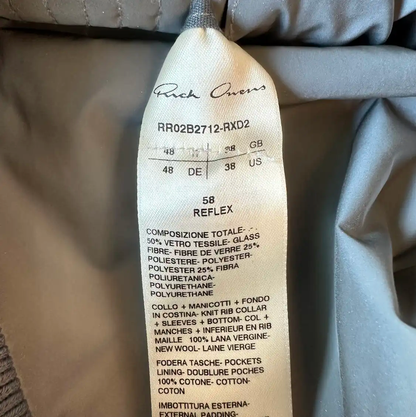 Rick Owens
RR02B2712-RXD2
48 IT 38 GB
48 DE 38 US
58
REFLEX
COMPOSIZIONE TOTALE-
50% VETRO TESSILE- GLASS
FIBRE- FIBRE DE VERRE 25%
POLIESTERE- POLYESTER-
POLYESTER 25% FIBRA
POLIURETANICA-
POLYURETHANE-
POLYURETHANE
COLLO + MANICOTTI + FONDO
IN COSTINA- KNIT RIB COLLAR
+ SLEEVES + BOTTOM- COL +
MANCHES + INFERIEUR EN RIB
MAILLE 100% LANA VERGINE-
NEW WOOL- LAINE VIERGE
FODERA TASCHE- POCKETS
LINING- DOUBLURE POCHES
100% COTONE- COTTON-
COTON
IMBOTTITURA ESTERNA-
EXTERNAL PADDING-